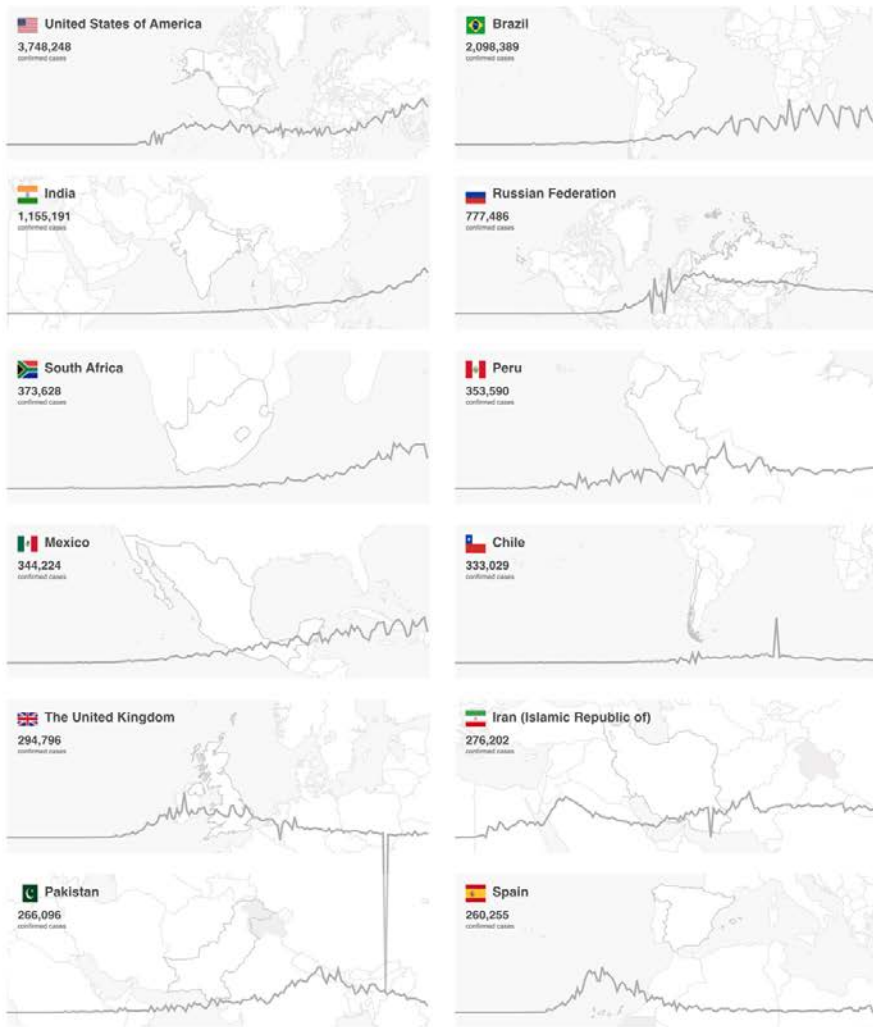 United States of America
3,748,248
confirmed cases
Brazil
2,098,389
confirmed cases
India
1,155,191
confirmed cases
Russian Federation
777,486
confirmed cases
South Africa
373,628
confirmed cases
Peru
353,590
confirmed cases
Mexico
344,224
confirmed cases
Chile
333,029
confirmed cases
The United Kingdom
294,796
confirmed cases
Iran (Islamic Republic of)
276,202
confirmed cases
Pakistan
266,096
confirmed cases
Spain
260,255
confirmed cases